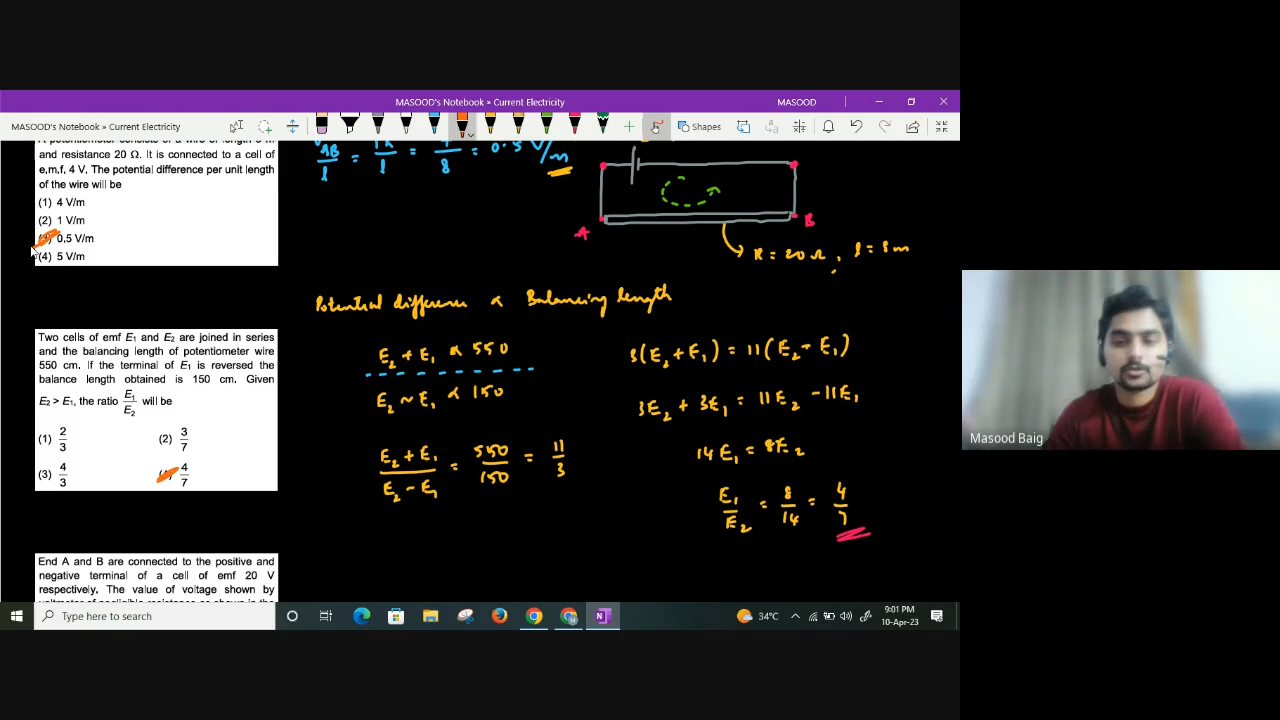 MASOOD's Notebook » Current Electricity
MASOOD
MASOOD's Notebook » Current Electricity
Shapes
and resistance 20 Ω. It is connected to a cell of
e,m,f, 4 V. The potential difference per unit length
of the wire will be
(1) 4 V/m
(2) 1 V/m
0.5 V/m
(4) 5 V/m
= 0.5 V/m
A
B
R = 20 Ω, l = 8 m
Potential difference ∝ Balancing length
E₂ + E₁ ∝ 550
E₂ ~ E₁ ∝ 150
(E₂ + E₁)/(E₂ − E₁) = 550/150 = 11/3
3(E₂ + E₁) = 11(E₂ − E₁)
3E₂ + 3E₁ = 11E₂ − 11E₁
14E₁ = 8E₂
E₁/E₂ = 8/14 = 4/7
Two cells of emf E₁ and E₂ are joined in series
and the balancing length of potentiometer wire
550 cm. If the terminal of E₁ is reversed the
balance length obtained is 150 cm. Given
E₂ > E₁, the ratio E₁/E₂ will be
(1) 2/3 (2) 3/7
(3) 4/3 4/7
End A and B are connected to the positive and
negative terminal of a cell of emf 20 V
respectively. The value of voltage shown by
Masood Baig
Type here to search
34°C
9:01 PM
10-Apr-23